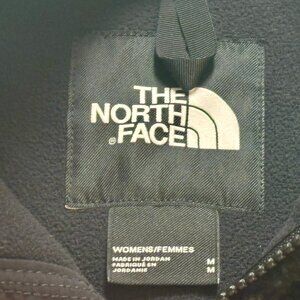 THE
NORTH
FACE
®
WOMENS/FEMMES
MADE IN JORDAN M
FABRIQUÉ EN M
JORDANIE